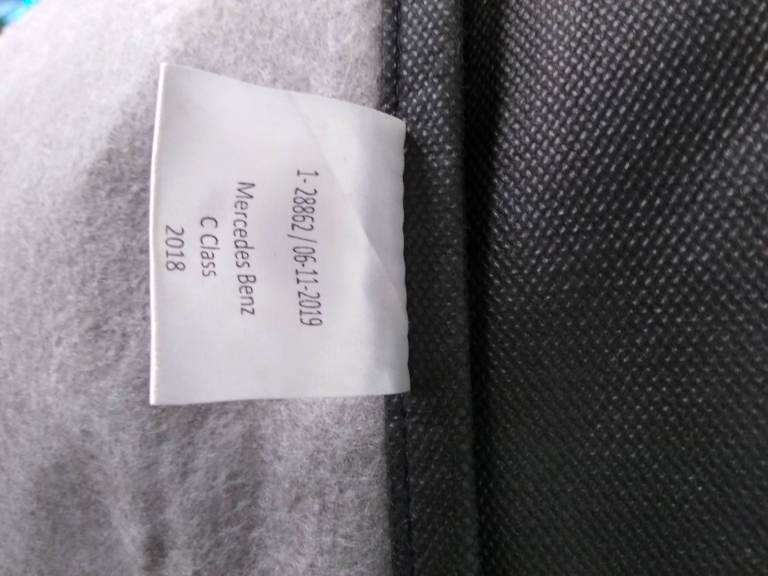 1- 28862 / 06-11-2019
Mercedes Benz
C Class
2018